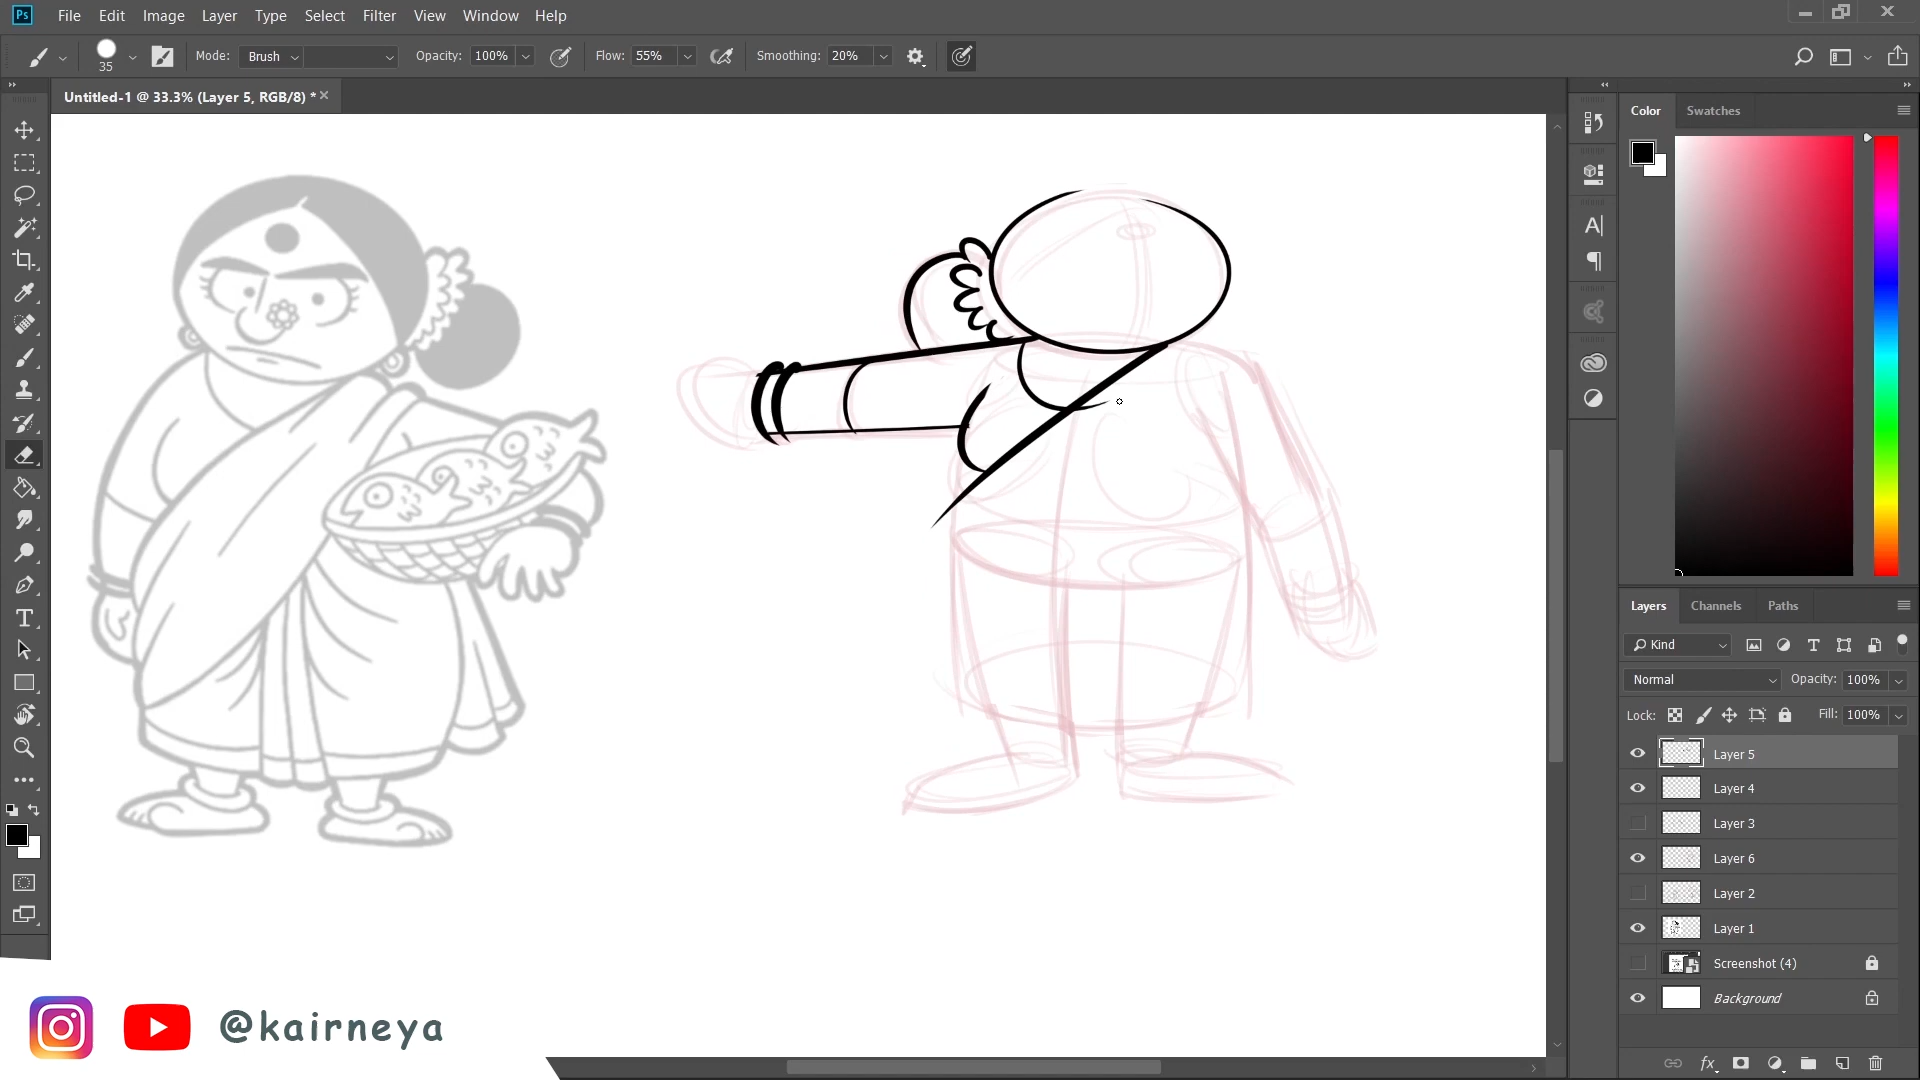 Ps File Edit Image Layer Type Select Filter View Window Help
35 Mode: Brush Opacity: 100% Flow: 55% Smoothing: 20%
Untitled-1 @ 33.3% (Layer 5, RGB/8) *
Color Swatches
Layers Channels Paths
Kind
Normal Opacity: 100%
Lock: Fill: 100%
Layer 5
Layer 4
Layer 3
Layer 6
Layer 2
Layer 1
Screenshot (4)
Background
fx
@kairneya